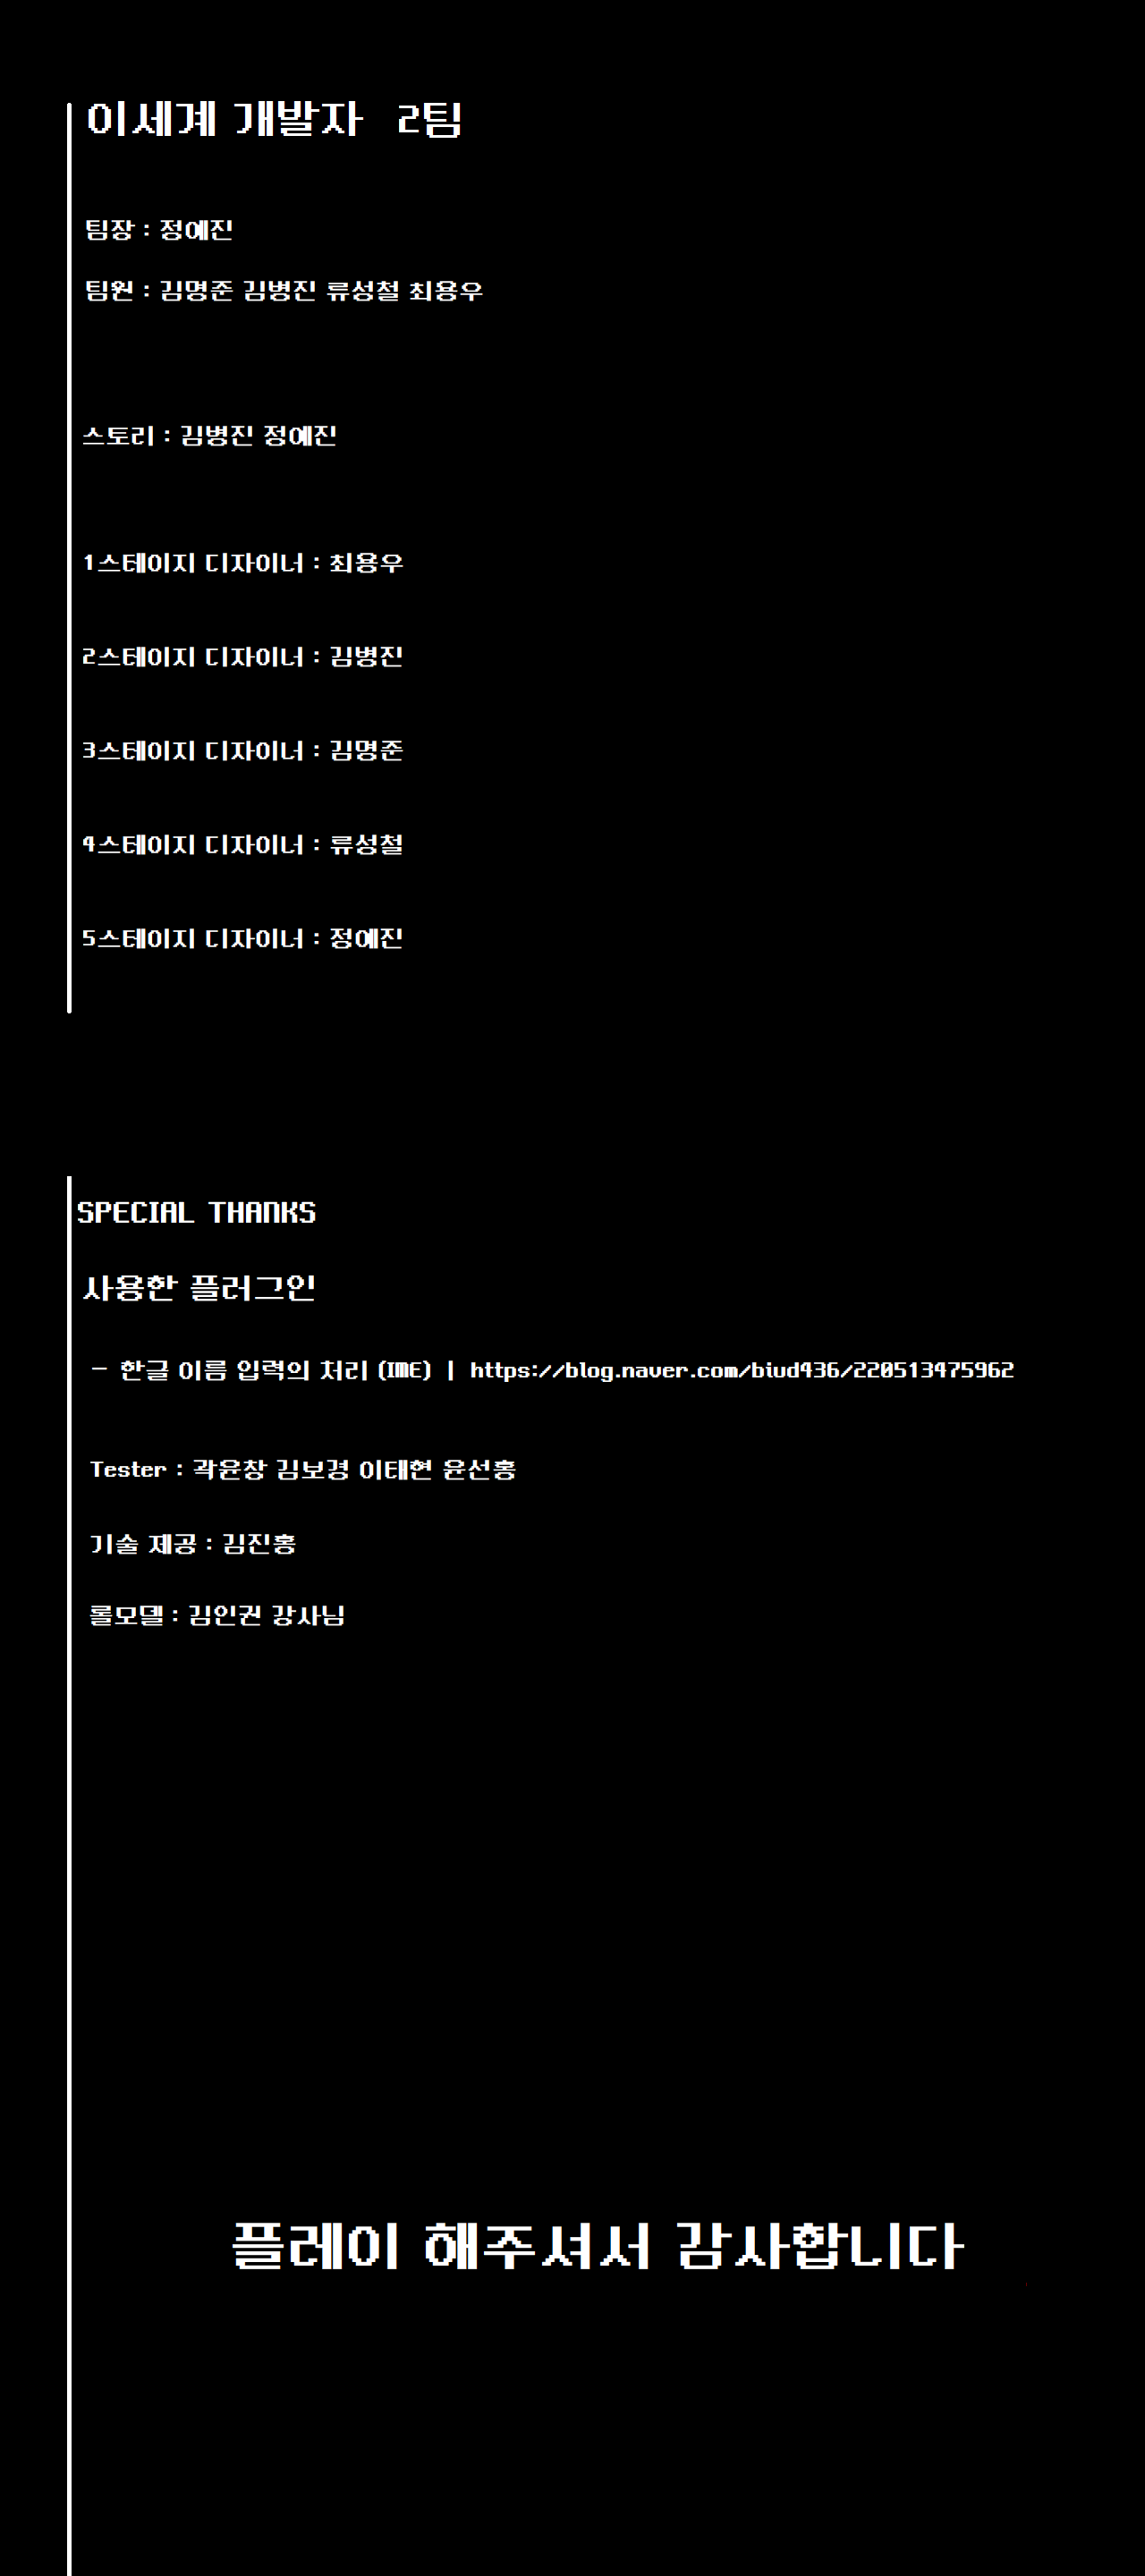 이세계 개발자 2팀
팀장 : 정예진
팀원 : 김명준 김병진 류성철 최용우
스토리 : 김병진 정예진
1스테이지 디자이너 : 최용우
2스테이지 디자이너 : 김병진
3스테이지 디자이너 : 김명준
4스테이지 디자이너 : 류성철
5스테이지 디자이너 : 정예진
SPECIAL THANKS
사용한 플러그인
- 한글 이름 입력의 처리 (IME) | https://blog.naver.com/biud436/220513475962
Tester : 곽윤창 김보경 이태현 윤선홍
기술 제공 : 김진홍
롤모델 : 김인권 강사님
플레이 해주셔서 감사합니다